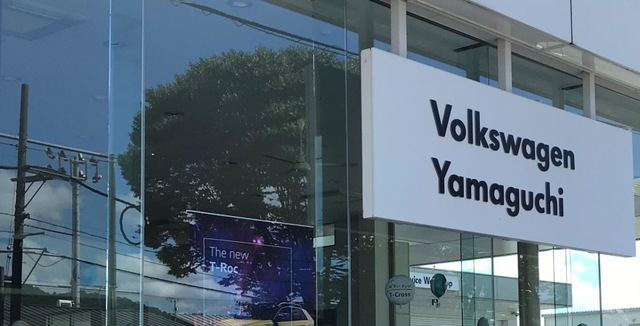 Volkswagen
Yamaguchi
The new
T-Roc
T-Cross